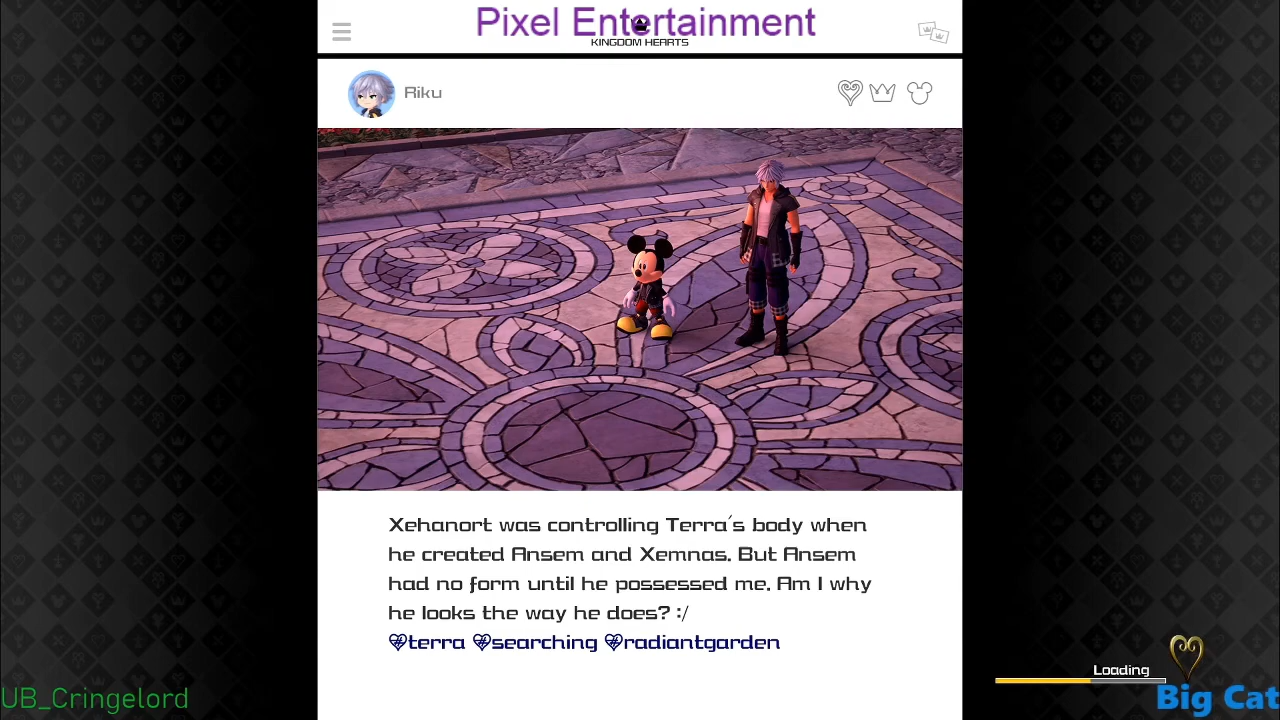 Pixel Entertainment
KINGDOM HEARTS
Riku
Xehanort was controlling Terra's body when
he created Ansem and Xemnas. But Ansem
had no form until he possessed me. Am I why
he looks the way he does? :/
#terra #searching #radiantgarden
Loading
UB_Cringelord
Big Cat